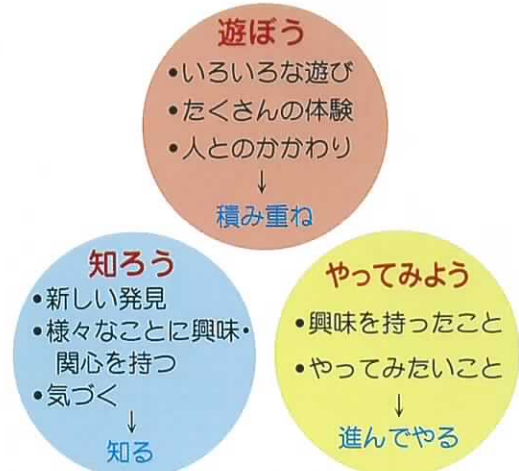 遊ぼう
•いろいろな遊び
•たくさんの体験
•人とのかかわり
↓
積み重ね
知ろう
•新しい発見
•様々なことに興味・
関心を持つ
•気づく
↓
知る
やってみよう
•興味を持ったこと
•やってみたいこと
↓
進んでやる